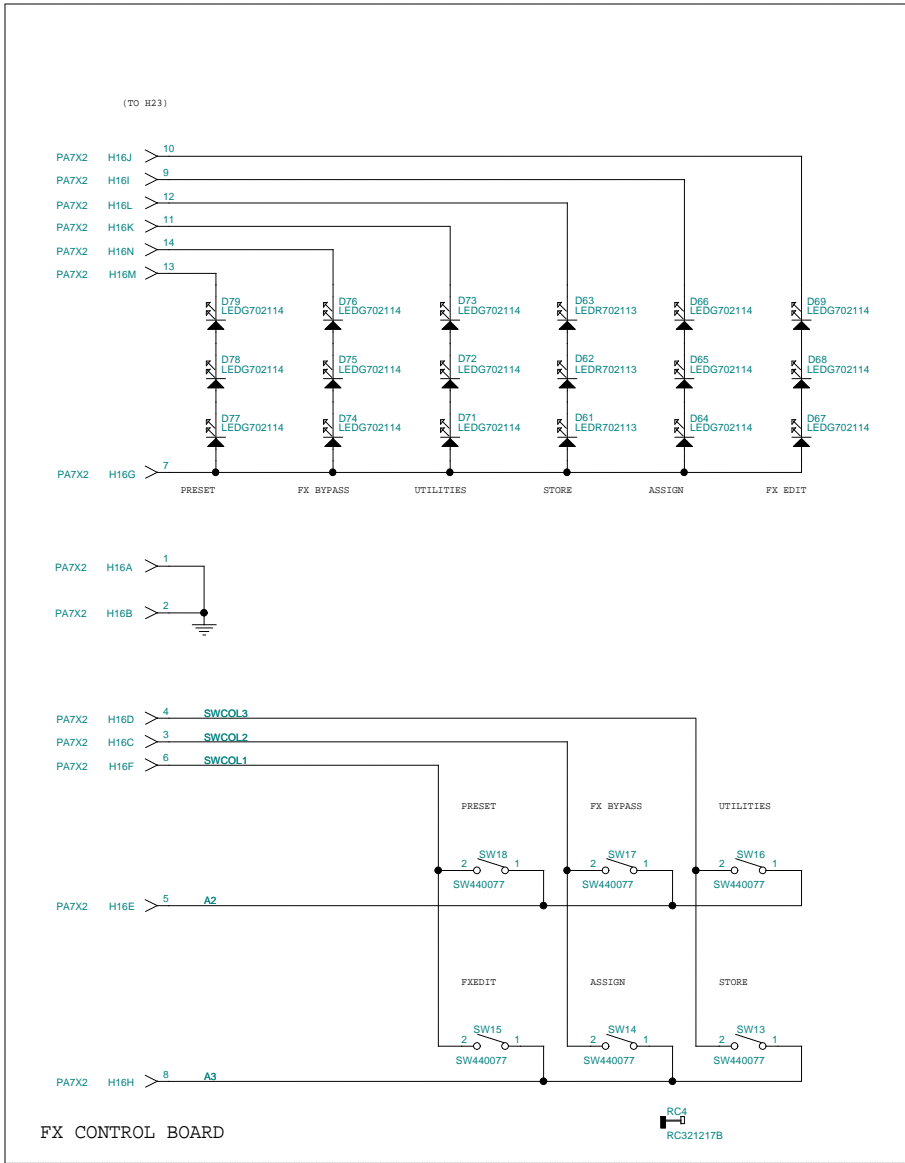 (TO H23)
PA7X2 H16J 10
PA7X2 H16I 9
PA7X2 H16L 12
PA7X2 H16K 11
PA7X2 H16N 14
PA7X2 H16M 13
D79 D76 D73 D63 D66 D69
LEDG702114 LEDG702114 LEDG702114 LEDR702113 LEDG702114 LEDG702114
D78 D75 D72 D62 D65 D68
LEDG702114 LEDG702114 LEDG702114 LEDR702113 LEDG702114 LEDG702114
D77 D74 D71 D61 D64 D67
LEDG702114 LEDG702114 LEDG702114 LEDR702113 LEDG702114 LEDG702114
PA7X2 H16G 7
PRESET FX BYPASS UTILITIES STORE ASSIGN FX EDIT
PA7X2 H16A 1
PA7X2 H16B 2
PA7X2 H16D 4 SWCOL3
PA7X2 H16C 3 SWCOL2
PA7X2 H16F 6 SWCOL1
PRESET FX BYPASS UTILITIES
SW18 SW17 SW16
2 1 2 1 2 1
SW440077 SW440077 SW440077
PA7X2 H16E 5 A2
FXEDIT ASSIGN STORE
SW15 SW14 SW13
2 1 2 1 2 1
SW440077 SW440077 SW440077
PA7X2 H16H 8 A3
RC4
RC321217B
FX CONTROL BOARD